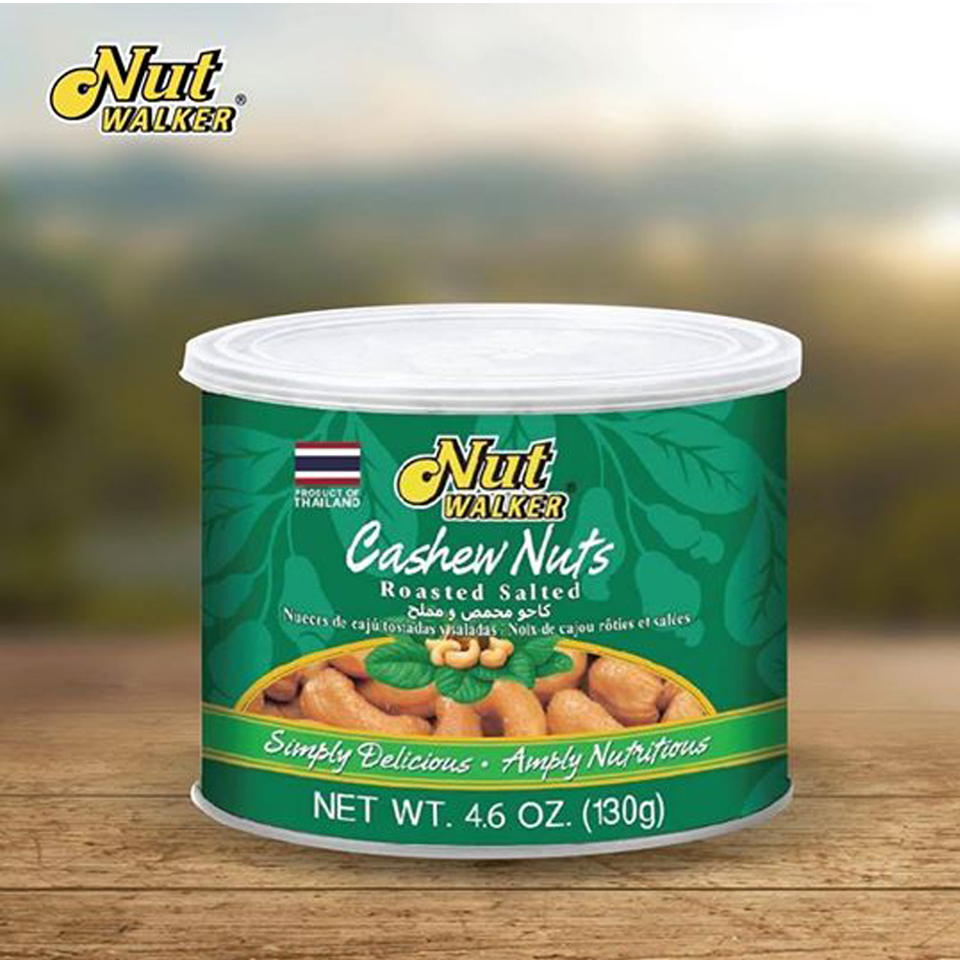 Nut
WALKER®
PRODUCT OF
THAILAND
Nut
WALKER®
Cashew Nuts
Roasted Salted
كاجو محمص و مملح
Nueces de cajú tostadas y saladas · Noix de cajou rôties et salées
Simply Delicious · Amply Nutritious
NET WT. 4.6 OZ. (130g)